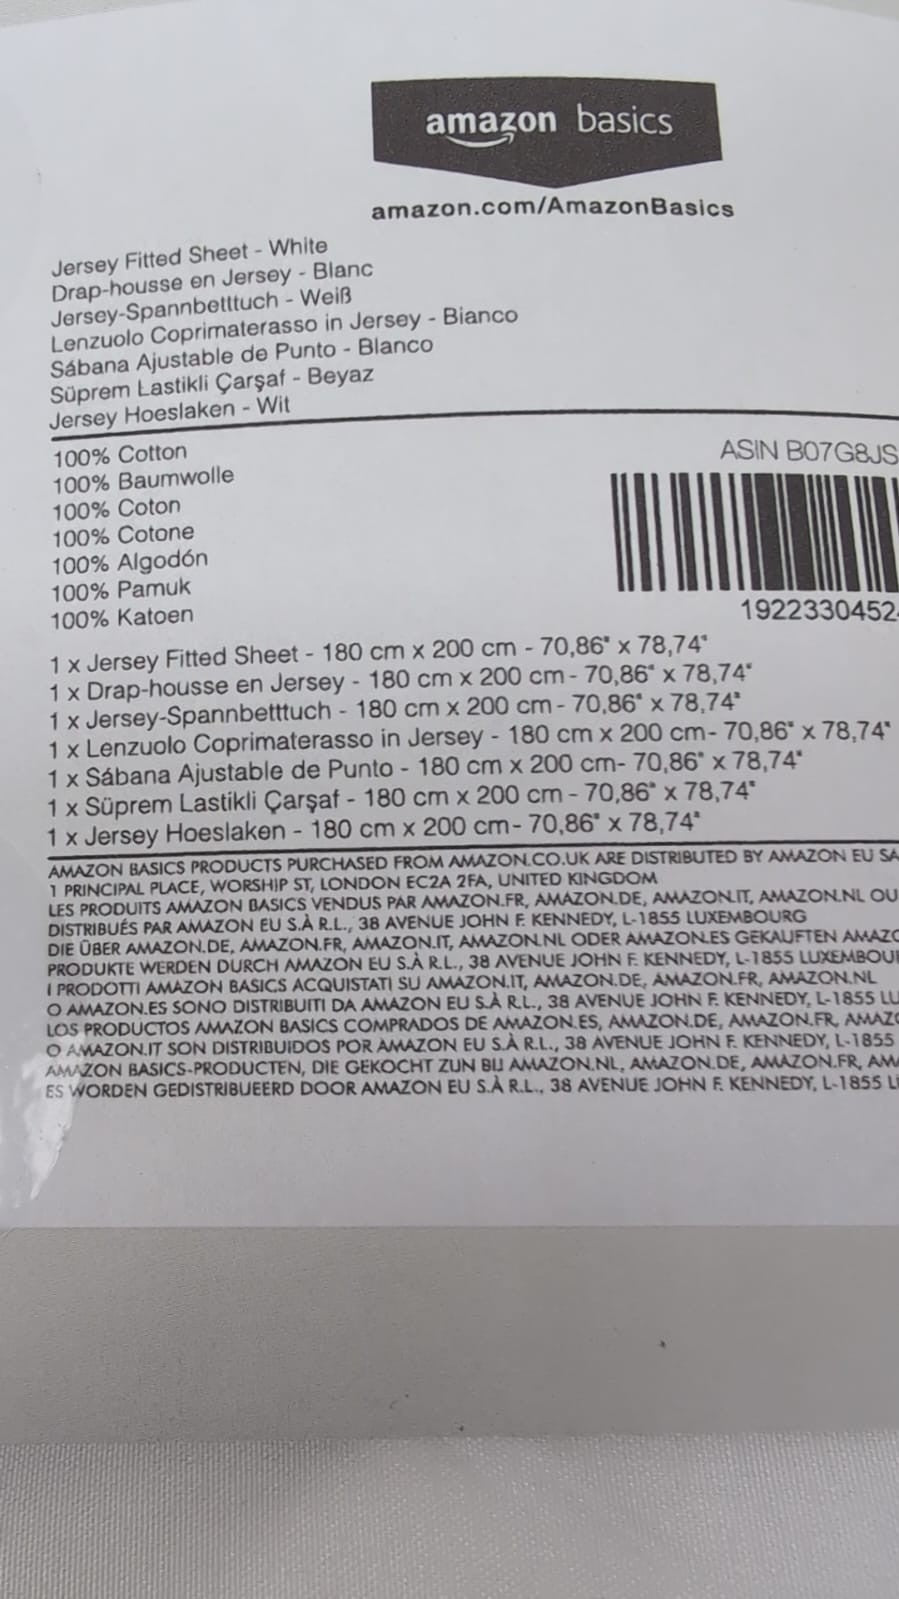 amazon basics
amazon.com/AmazonBasics
Jersey Fitted Sheet - White
Drap-housse en Jersey - Blanc
Jersey-Spannbetttuch - Weiß
Lenzuolo Coprimaterasso in Jersey - Bianco
Sábana Ajustable de Punto - Blanco
Süprem Lastikli Çarşaf - Beyaz
Jersey Hoeslaken - Wit
100% Cotton
100% Baumwolle
100% Coton
100% Cotone
100% Algodón
100% Pamuk
100% Katoen
ASIN B07G8JS
1922330452
1 x Jersey Fitted Sheet - 180 cm x 200 cm - 70,86" x 78,74"
1 x Drap-housse en Jersey - 180 cm x 200 cm - 70,86" x 78,74"
1 x Jersey-Spannbetttuch - 180 cm x 200 cm - 70,86" x 78,74"
1 x Lenzuolo Coprimaterasso in Jersey - 180 cm x 200 cm- 70,86" x 78,74"
1 x Sábana Ajustable de Punto - 180 cm x 200 cm- 70,86" x 78,74"
1 x Süprem Lastikli Çarşaf - 180 cm x 200 cm - 70,86" x 78,74"
1 x Jersey Hoeslaken - 180 cm x 200 cm- 70,86" x 78,74"
AMAZON BASICS PRODUCTS PURCHASED FROM AMAZON.CO.UK ARE DISTRIBUTED BY AMAZON EU SA
1 PRINCIPAL PLACE, WORSHIP ST, LONDON EC2A 2FA, UNITED KINGDOM
LES PRODUITS AMAZON BASICS VENDUS PAR AMAZON.FR, AMAZON.DE, AMAZON.IT, AMAZON.NL OU
DISTRIBUÉS PAR AMAZON EU S.À R.L., 38 AVENUE JOHN F. KENNEDY, L-1855 LUXEMBOURG
DIE ÜBER AMAZON.DE, AMAZON.FR, AMAZON.IT, AMAZON.NL ODER AMAZON.ES GEKAUFTEN AMAZO
PRODUKTE WERDEN DURCH AMAZON EU S.À R.L., 38 AVENUE JOHN F. KENNEDY, L-1855 LUXEMBOU
I PRODOTTI AMAZON BASICS ACQUISTATI SU AMAZON.IT, AMAZON.DE, AMAZON.FR, AMAZON.NL
O AMAZON.ES SONO DISTRIBUITI DA AMAZON EU S.À R.L., 38 AVENUE JOHN F. KENNEDY, L-1855 LU
LOS PRODUCTOS AMAZON BASICS COMPRADOS DE AMAZON.ES, AMAZON.DE, AMAZON.FR, AMAZO
O AMAZON.IT SON DISTRIBUIDOS POR AMAZON EU S.À R.L., 38 AVENUE JOHN F. KENNEDY, L-1855
AMAZON BASICS-PRODUCTEN, DIE GEKOCHT ZIJN BIJ AMAZON.NL, AMAZON.DE, AMAZON.FR, AM
ES WORDEN GEDISTRIBUEERD DOOR AMAZON EU S.À R.L., 38 AVENUE JOHN F. KENNEDY, L-1855 L